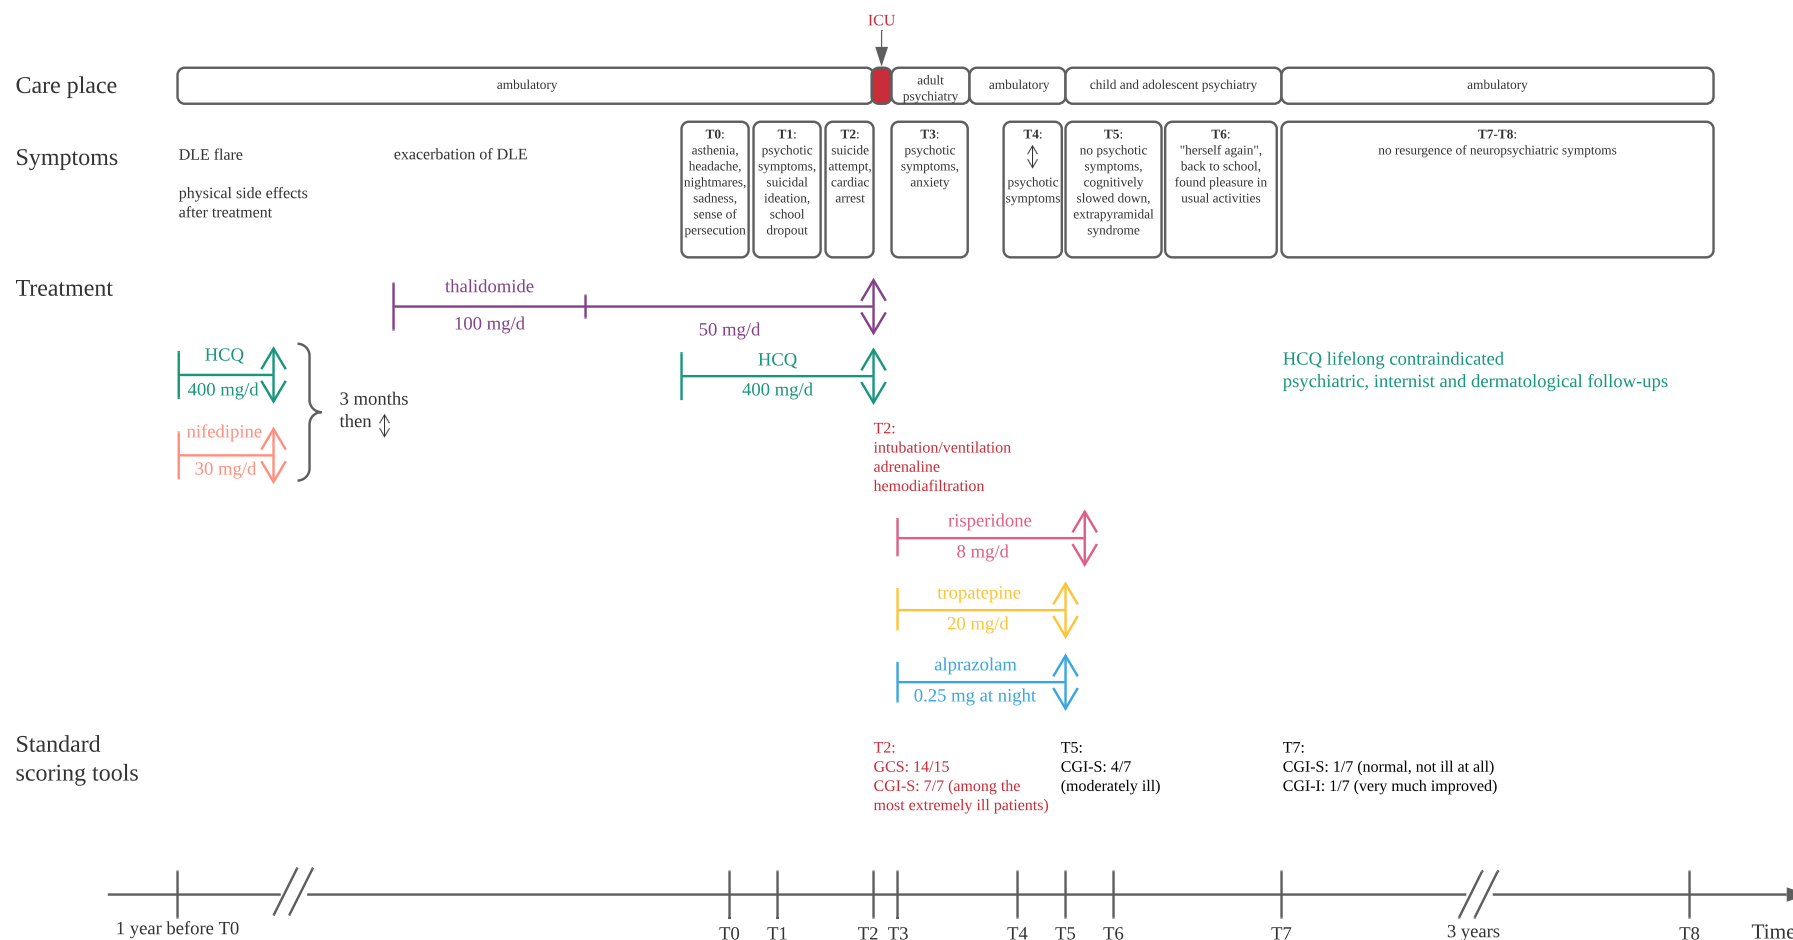 ICU
Care place
ambulatory
adult
psychiatry
ambulatory
child and adolescent psychiatry
ambulatory
Symptoms
DLE flare
physical side effects
after treatment
exacerbation of DLE
T0:
asthenia,
headache,
nightmares,
sadness,
sense of
persecution
T1:
psychotic
symptoms,
suicidal
ideation,
school
dropout
T2:
suicide
attempt,
cardiac
arrest
T3:
psychotic
symptoms,
anxiety
T4:
psychotic
symptoms
T5:
no psychotic
symptoms,
cognitively
slowed down,
extrapyramidal
syndrome
T6:
"herself again",
back to school,
found pleasure in
usual activities
T7-T8:
no resurgence of neuropsychiatric symptoms
Treatment
thalidomide
100 mg/d
50 mg/d
HCQ
400 mg/d
nifedipine
30 mg/d
3 months
then
HCQ
400 mg/d
HCQ lifelong contraindicated
psychiatric, internist and dermatological follow-ups
T2:
intubation/ventilation
adrenaline
hemodiafiltration
risperidone
8 mg/d
tropatepine
20 mg/d
alprazolam
0.25 mg at night
Standard
scoring tools
T2:
GCS: 14/15
CGI-S: 7/7 (among the
most extremely ill patients)
T5:
CGI-S: 4/7
(moderately ill)
T7:
CGI-S: 1/7 (normal, not ill at all)
CGI-I: 1/7 (very much improved)
1 year before T0
T0
T1
T2
T3
T4
T5
T6
T7
3 years
T8
Time